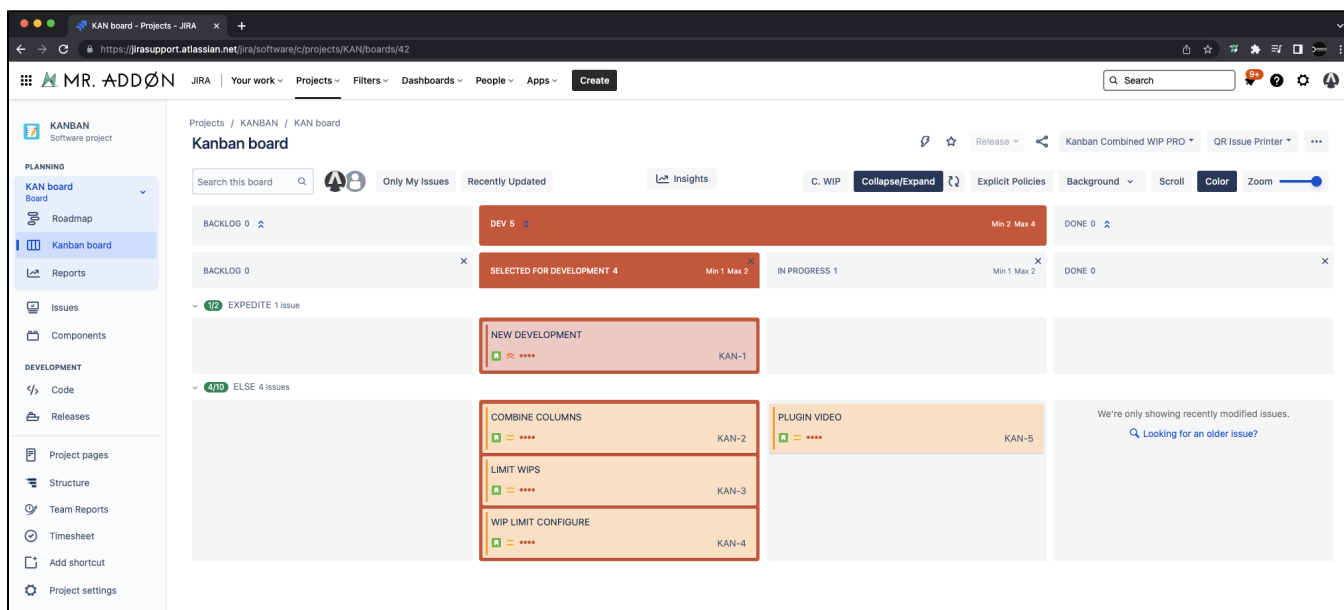 KAN board - Projects - JIRA
https://jirasupport.atlassian.net/jira/software/c/projects/KAN/boards/42
MR. ADDØN JIRA Your work Projects Filters Dashboards People Apps Create Search 9+
KANBAN
Software project
PLANNING
KAN board
Board
Roadmap
Kanban board
Reports
Issues
Components
DEVELOPMENT
Code
Releases
Project pages
Structure
Team Reports
Timesheet
Add shortcut
Project settings
Projects / KANBAN / KAN board
Kanban board
Release Kanban Combined WIP PRO QR Issue Printer
Search this board Only My Issues Recently Updated Insights C. WIP Collapse/Expand Explicit Policies Background Scroll Color Zoom
BACKLOG 0 DEV 5 Min 2 Max 4 DONE 0
BACKLOG 0 SELECTED FOR DEVELOPMENT 4 Min 1 Max 2 IN PROGRESS 1 Min 1 Max 2 DONE 0
1/2 EXPEDITE 1 issue
NEW DEVELOPMENT
KAN-1
4/10 ELSE 4 issues
COMBINE COLUMNS
KAN-2
LIMIT WIPS
KAN-3
WIP LIMIT CONFIGURE
KAN-4
PLUGIN VIDEO
KAN-5
We're only showing recently modified issues.
Looking for an older issue?